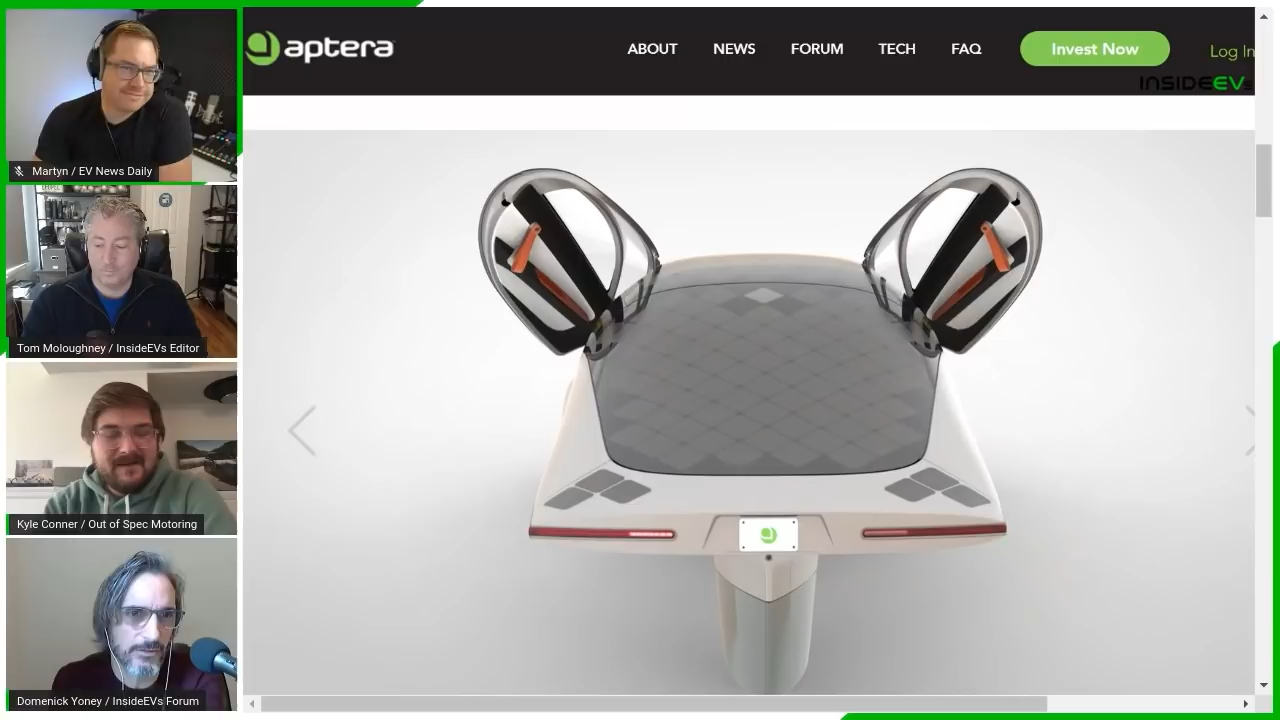 Martyn / EV News Daily
Tom Moloughney / InsideEVs Editor
Kyle Conner / Out of Spec Motoring
Domenick Yoney / InsideEVs Forum
aptera
ABOUT NEWS FORUM TECH FAQ Invest Now Log In
INSIDEEVs